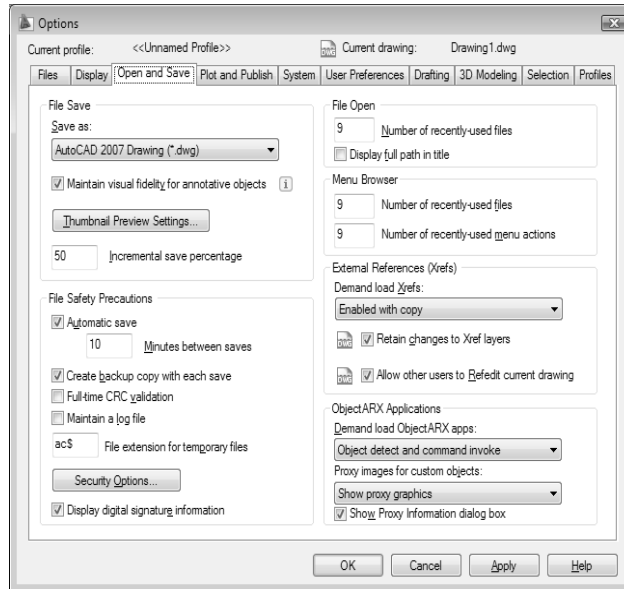 Options
Current profile: <<Unnamed Profile>> DWG Current drawing: Drawing1.dwg
Files Display Open and Save Plot and Publish System User Preferences Drafting 3D Modeling Selection Profiles
File Save
Save as:
AutoCAD 2007 Drawing (*.dwg)
Maintain visual fidelity for annotative objects i
Thumbnail Preview Settings...
50 Incremental save percentage
File Safety Precautions
Automatic save
10 Minutes between saves
Create backup copy with each save
Full-time CRC validation
Maintain a log file
ac$ File extension for temporary files
Security Options...
Display digital signature information
File Open
9 Number of recently-used files
Display full path in title
Menu Browser
9 Number of recently-used files
9 Number of recently-used menu actions
External References (Xrefs)
Demand load Xrefs:
Enabled with copy
DWG Retain changes to Xref layers
DWG Allow other users to Refedit current drawing
ObjectARX Applications
Demand load ObjectARX apps:
Object detect and command invoke
Proxy images for custom objects:
Show proxy graphics
Show Proxy Information dialog box
OK Cancel Apply Help